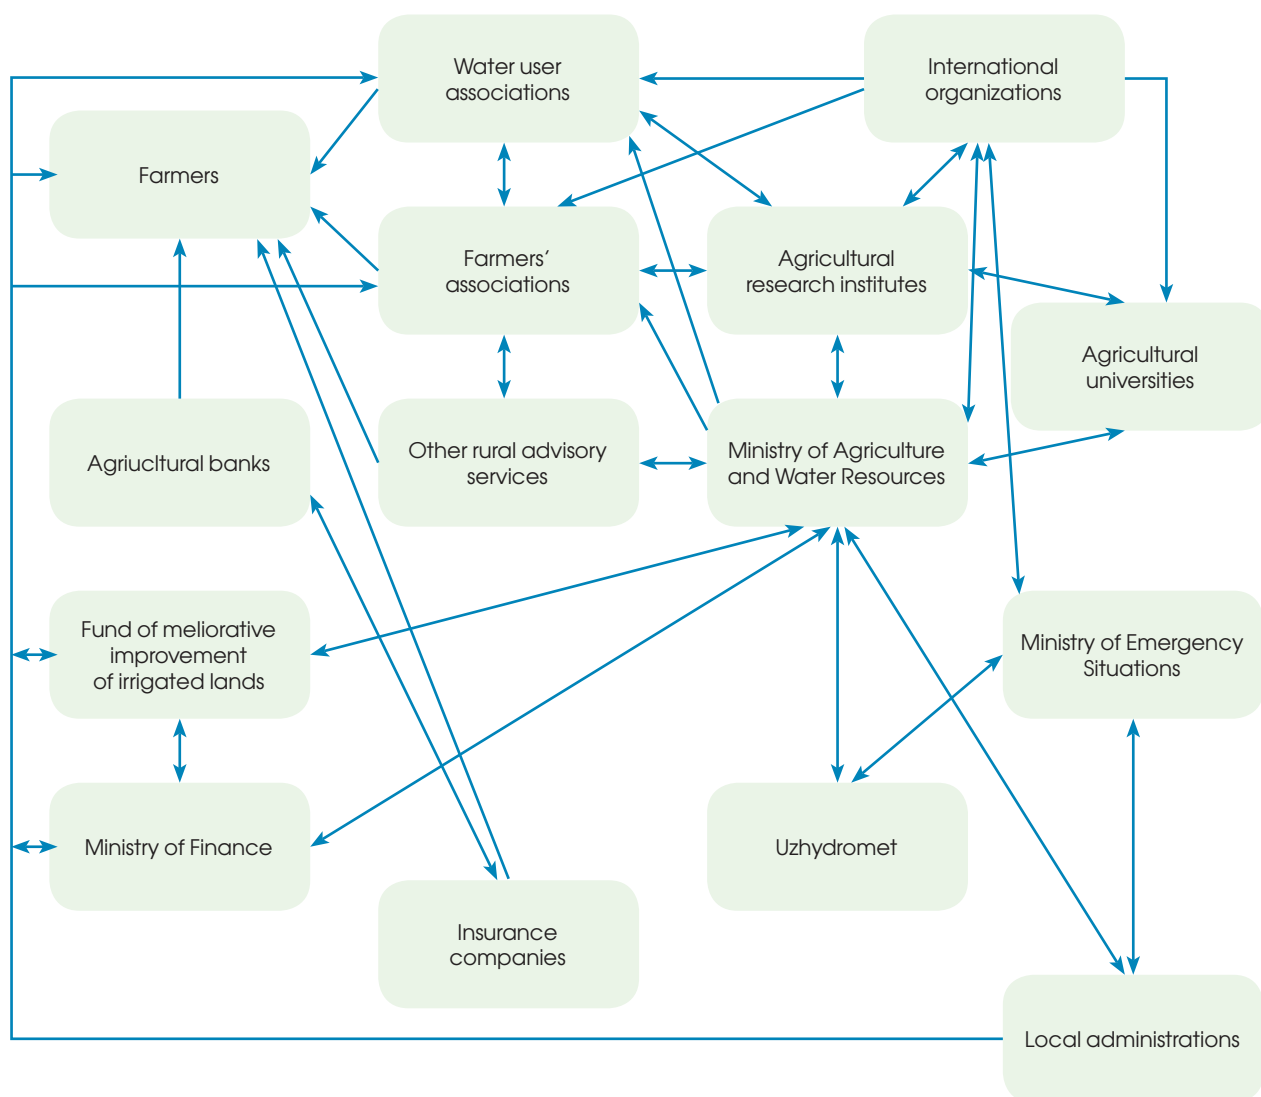 Water user
associations
International
organizations
Farmers
Farmers’
associations
Agricultural
research institutes
Agricultural
universities
Agriucltural banks
Other rural advisory
services
Ministry of Agriculture
and Water Resources
Fund of meliorative
improvement
of irrigated lands
Ministry of Emergency
Situations
Ministry of Finance
Uzhydromet
Insurance
companies
Local administrations